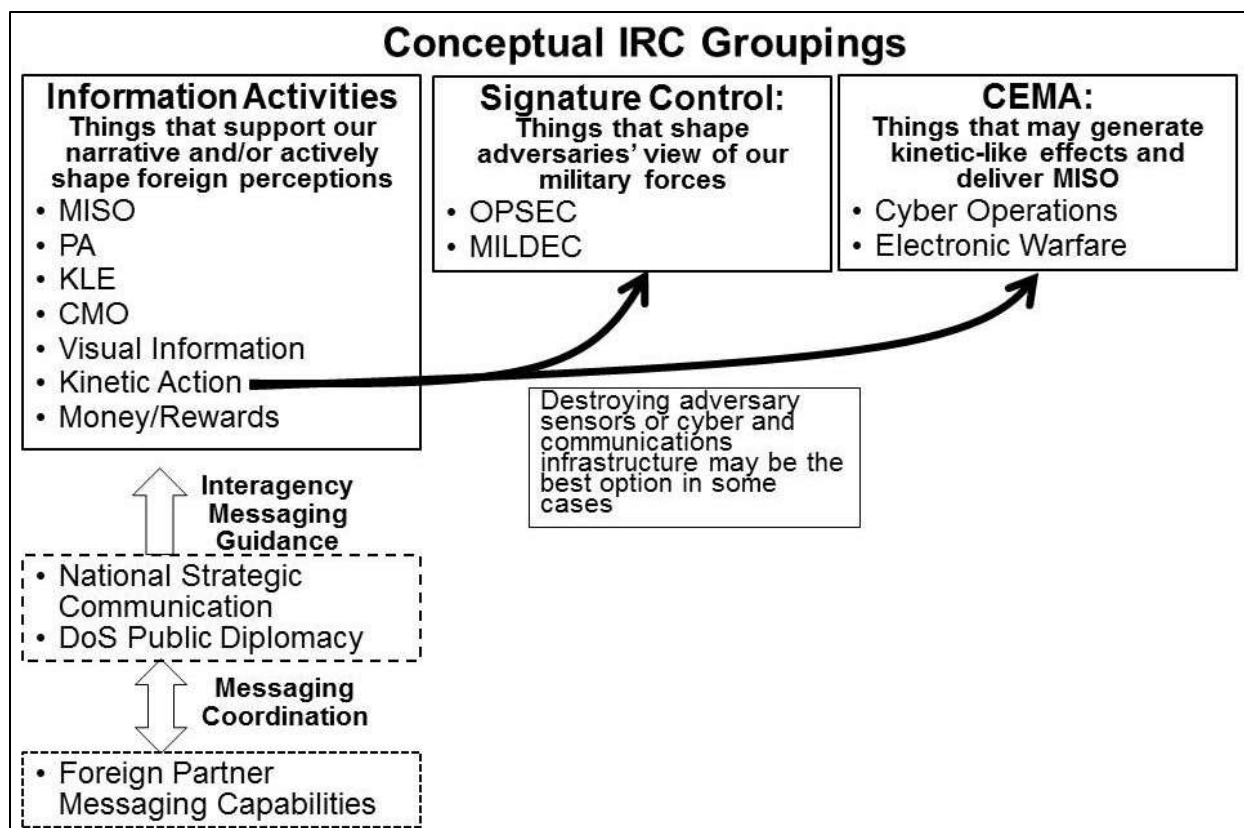 Conceptual IRC Groupings
Information Activities
Things that support our
narrative and/or actively
shape foreign perceptions
• MISO
• PA
• KLE
• CMO
• Visual Information
• Kinetic Action
• Money/Rewards
Signature Control:
Things that shape
adversaries’ view of our
military forces
• OPSEC
• MILDEC
CEMA:
Things that may generate
kinetic-like effects and
deliver MISO
• Cyber Operations
• Electronic Warfare
Destroying adversary
sensors or cyber and
communications
infrastructure may be the
best option in some
cases
Interagency
Messaging
Guidance
• National Strategic
Communication
• DoS Public Diplomacy
Messaging
Coordination
• Foreign Partner
Messaging Capabilities